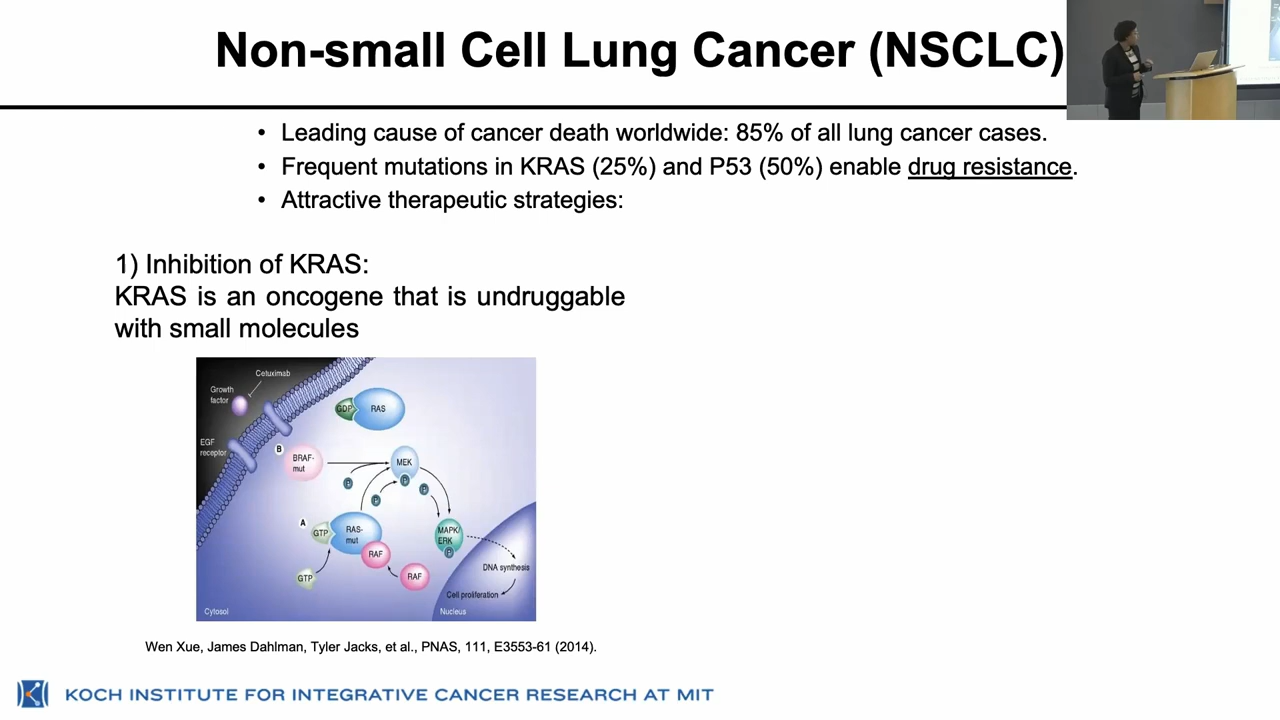 Non-small Cell Lung Cancer (NSCLC)
• Leading cause of cancer death worldwide: 85% of all lung cancer cases.
• Frequent mutations in KRAS (25%) and P53 (50%) enable drug resistance.
• Attractive therapeutic strategies:
1) Inhibition of KRAS:
KRAS is an oncogene that is undruggable
with small molecules
Cetuximab
Growth
factor
EGF
receptor
GDP
RAS
B
BRAF-
mut
MEK
P
P
P
P
A
GTP
RAS-
mut
RAF
MAPK/
ERK
P
GTP
RAF
DNA synthesis
Cell proliferation
Cytosol
Nucleus
Wen Xue, James Dahlman, Tyler Jacks, et al., PNAS, 111, E3553-61 (2014).
KOCH INSTITUTE FOR INTEGRATIVE CANCER RESEARCH AT MIT